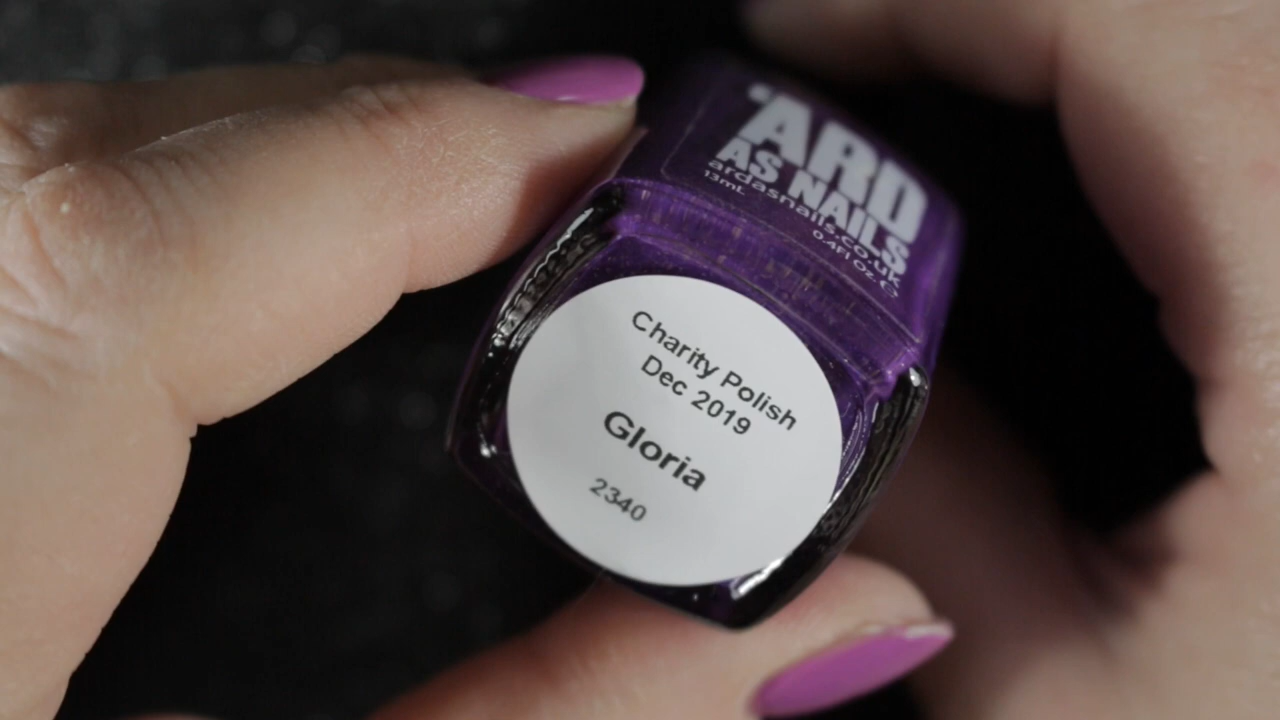 'ARD
AS NAILS
ardasnails.co.uk
13mL 0.4Fl Oz. e
Charity Polish
Dec 2019
Gloria
2340